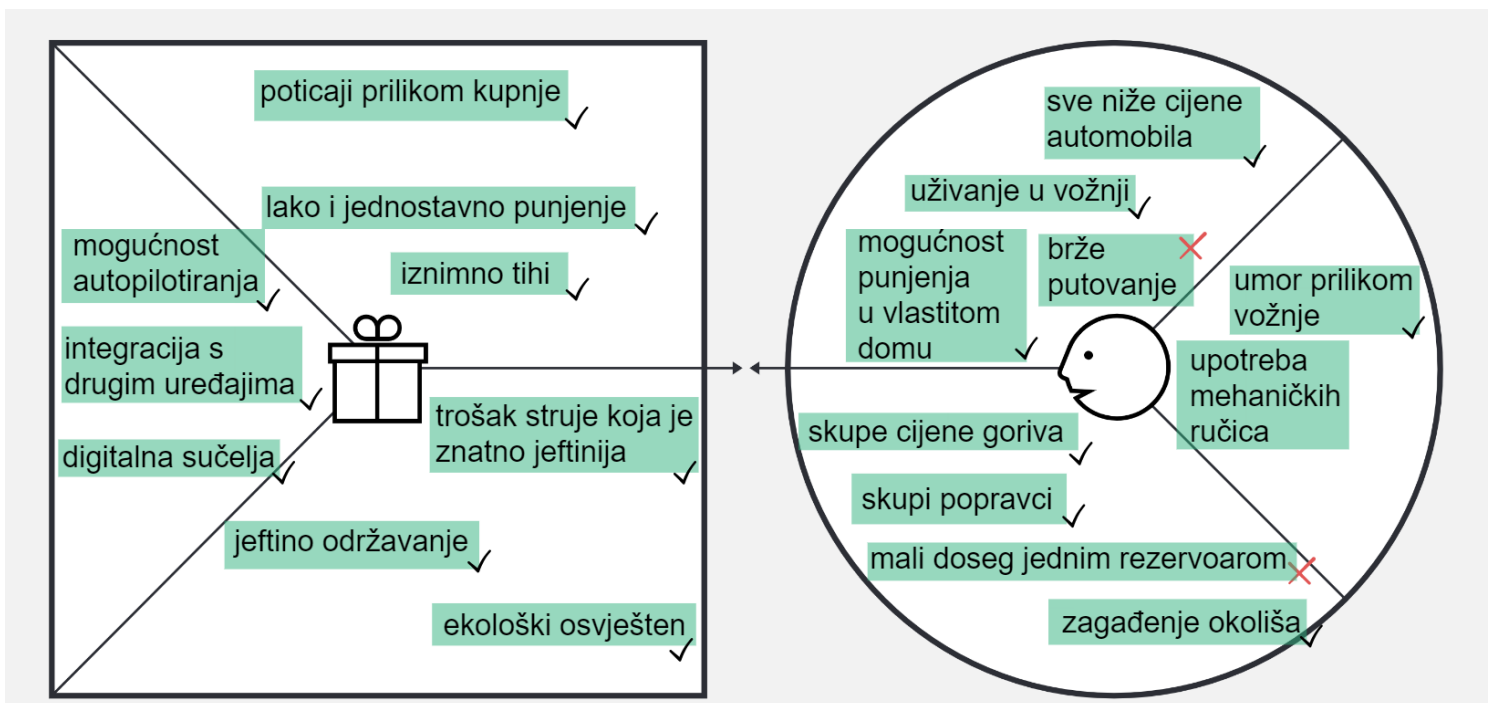 poticaji prilikom kupnje
lako i jednostavno punjenje
mogućnost
autopilotiranja
iznimno tihi
integracija s
drugim uređajima
trošak struje koja je
znatno jeftinija
digitalna sučelja
jeftino održavanje
ekološki osvješten
sve niže cijene
automobila
uživanje u vožnji
mogućnost
punjenja
u vlastitom
domu
brže
putovanje
umor prilikom
vožnje
upotreba
mehaničkih
ručica
skupe cijene goriva
skupi popravci
mali doseg jednim rezervoarom
zagađenje okoliša